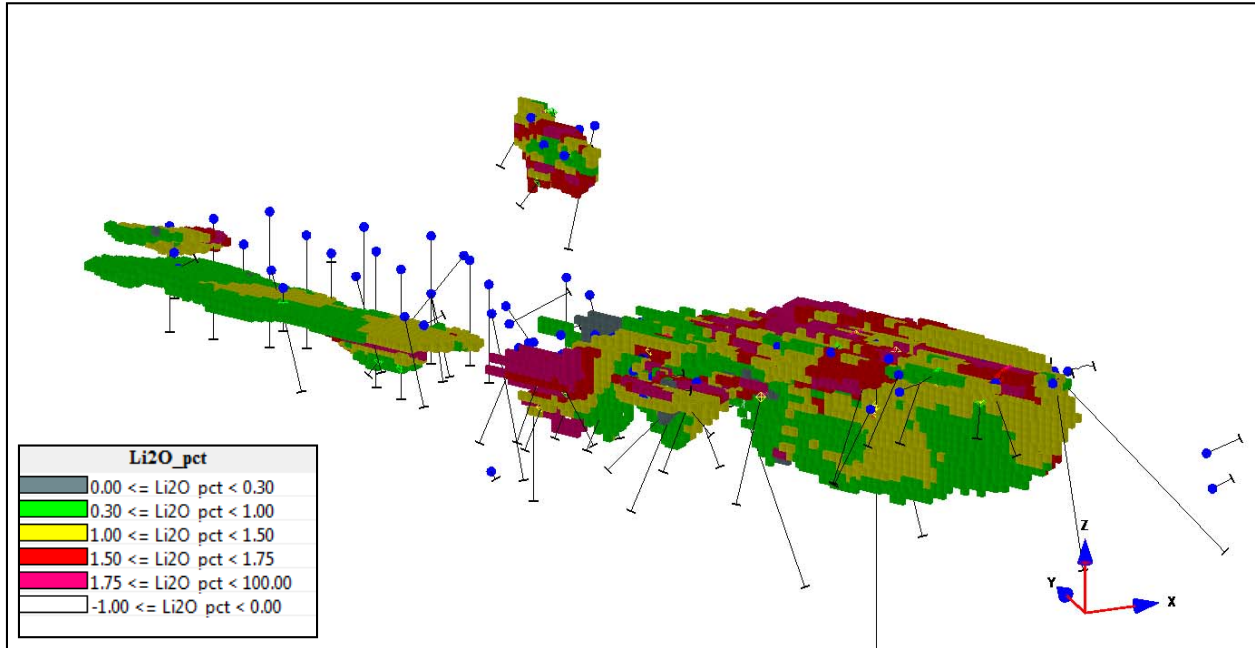 Li2O_pct
0.00 <= Li2O pct < 0.30
0.30 <= Li2O pct < 1.00
1.00 <= Li2O pct < 1.50
1.50 <= Li2O pct < 1.75
1.75 <= Li2O pct < 100.00
-1.00 <= Li2O pct < 0.00
Z
Y
X